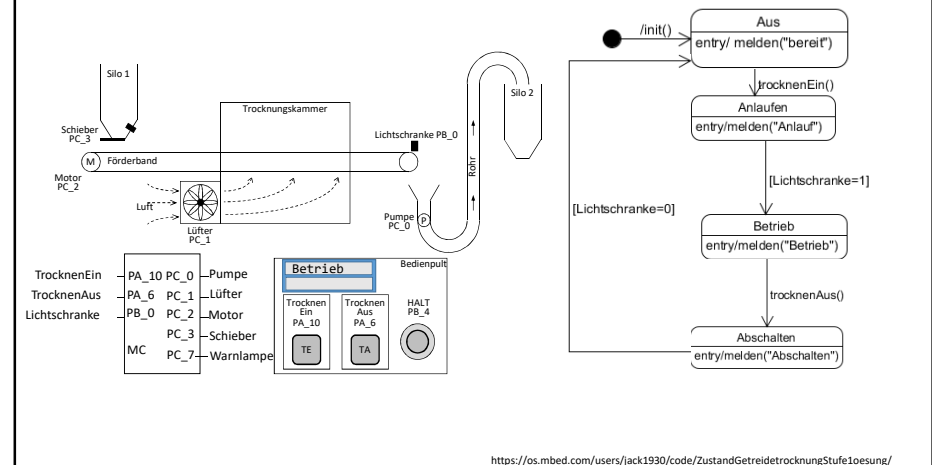 Silo 1
Trocknungskammer
Schieber
PC_3
Lichtschranke PB_0
Silo 2
M
Förderband
Motor
PC_2
Luft
Lüfter
PC_1
Rohr
Pumpe
PC_0
P
TrocknenEin
TrocknenAus
Lichtschranke
PA_10 PC_0
PA_6 PC_1
PB_0 PC_2
PC_3
MC
PC_7
Pumpe
Lüfter
Motor
Schieber
Warnlampe
Betrieb
Bedienpult
Trocknen
Ein
PA_10
TE
Trocknen
Aus
PA_6
TA
HALT
PB_4
/init()
Aus
entry/ melden("bereit")
trocknenEin()
Anlaufen
entry/melden("Anlauf")
[Lichtschranke=1]
[Lichtschranke=0]
Betrieb
entry/melden("Betrieb")
trocknenAus()
Abschalten
entry/melden("Abschalten")
https://os.mbed.com/users/jack1930/code/ZustandGetreidetrocknungStufe1oesung/